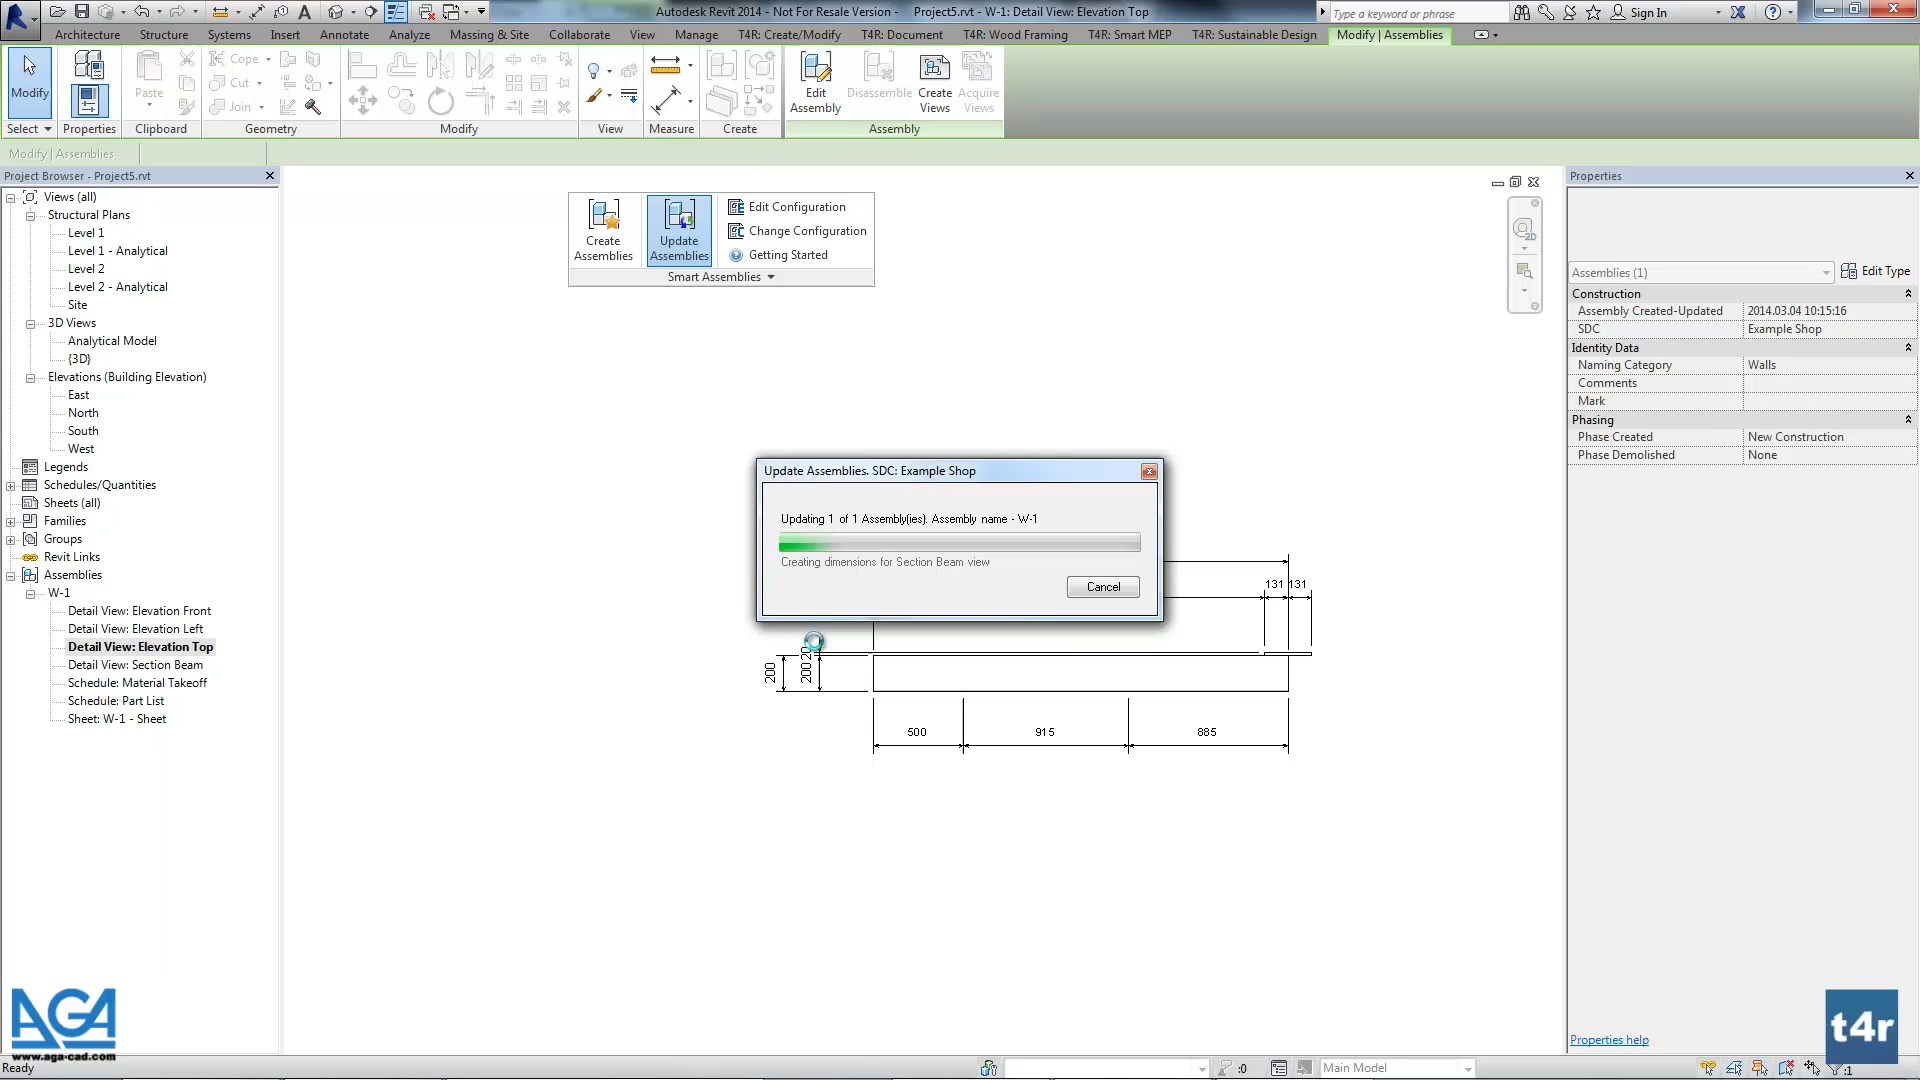 Autodesk Revit 2014 - Not For Resale Version - Project5.rvt - W-1: Detail View: Elevation Top
Type a keyword or phrase
Sign In
Architecture Structure Systems Insert Annotate Analyze Massing & Site Collaborate View Manage T4R: Create/Modify T4R: Document T4R: Wood Framing T4R: Smart MEP T4R: Sustainable Design Modify | Assemblies
Modify
Paste
Cope
Cut
Join
Edit Assembly
Disassemble
Create Views
Acquire Views
Select Properties Clipboard Geometry Modify View Measure Create Assembly
Modify | Assemblies
Project Browser - Project5.rvt
Views (all)
Structural Plans
Level 1
Level 1 - Analytical
Level 2
Level 2 - Analytical
Site
3D Views
Analytical Model
{3D}
Elevations (Building Elevation)
East
North
South
West
Legends
Schedules/Quantities
Sheets (all)
Families
Groups
Revit Links
Assemblies
W-1
Detail View: Elevation Front
Detail View: Elevation Left
Detail View: Elevation Top
Detail View: Section Beam
Schedule: Material Takeoff
Schedule: Part List
Sheet: W-1 - Sheet
AGA
www.aga-cad.com
Ready
Create Assemblies
Update Assemblies
Edit Configuration
Change Configuration
Getting Started
Smart Assemblies
2D
Update Assemblies. SDC: Example Shop
Updating 1 of 1 Assembly(ies). Assembly name - W-1
Creating dimensions for Section Beam view
Cancel
131 131
200
200
20
500 915 885
Properties
Assemblies (1)
Edit Type
Construction
Assembly Created-Updated 2014.03.04 10:15:16
SDC Example Shop
Identity Data
Naming Category Walls
Comments
Mark
Phasing
Phase Created New Construction
Phase Demolished None
Properties help
t4r
:0
Main Model
:1